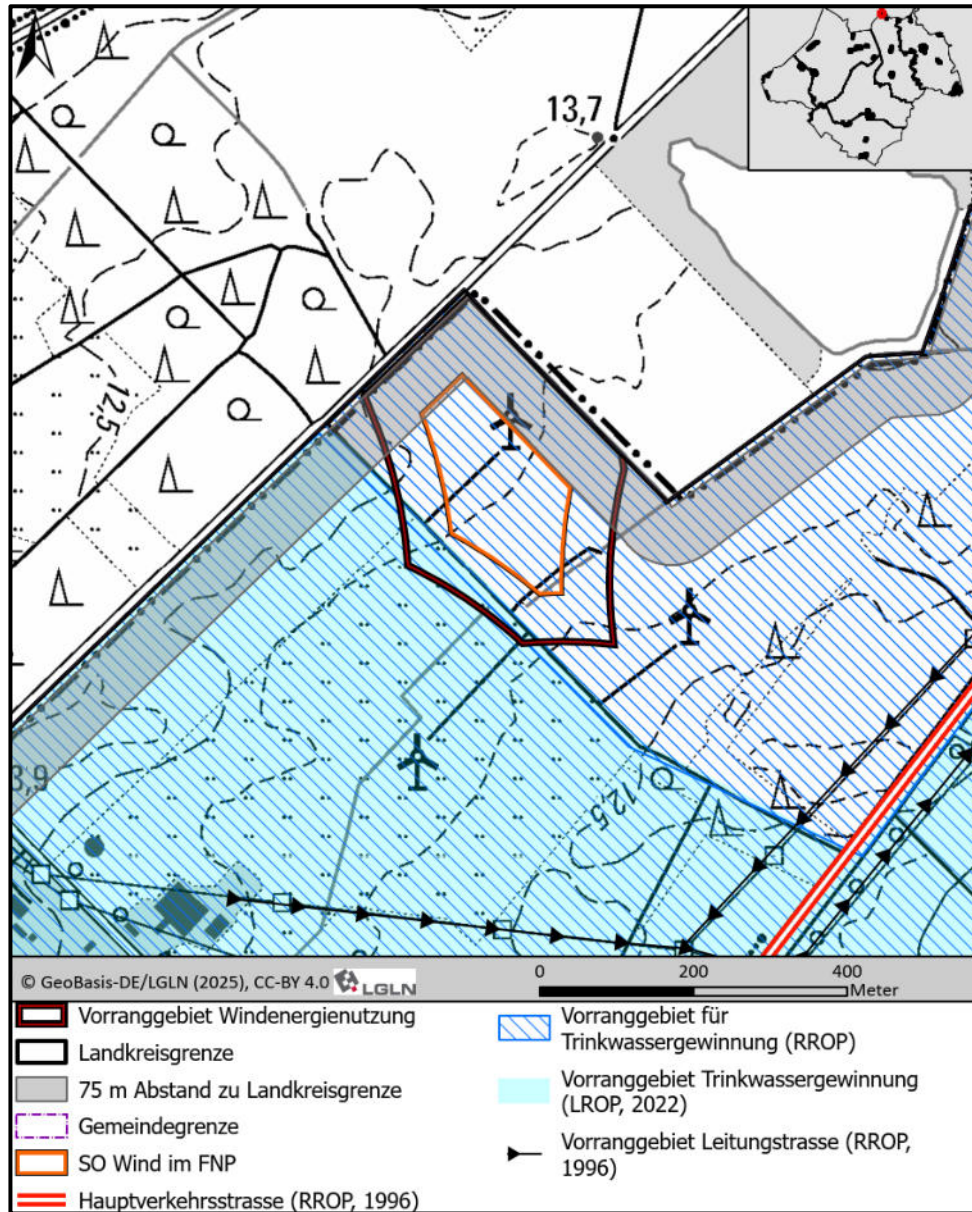 13,7
12,5
3,9
12,5
© GeoBasis-DE/LGLN (2025), CC-BY 4.0 LGLN
0 200 400
Meter
Vorranggebiet Windenergienutzung
Landkreisgrenze
75 m Abstand zu Landkreisgrenze
Gemeindegrenze
SO Wind im FNP
Hauptverkehrsstrasse (RROP, 1996)
Vorranggebiet für
Trinkwassergewinnung (RROP)
Vorranggebiet Trinkwassergewinnung
(LROP, 2022)
Vorranggebiet Leitungstrasse (RROP,
1996)